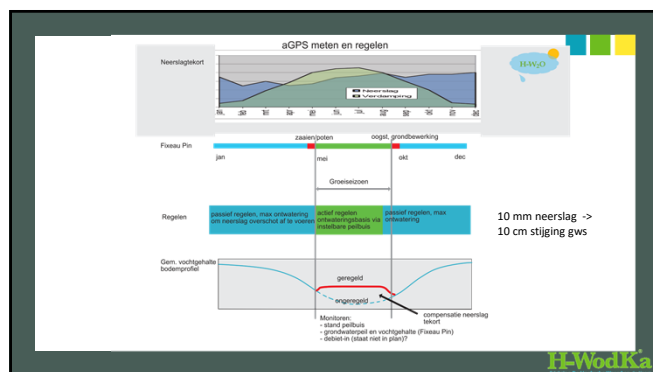 aGPS meten en regelen
Neerslagtekort
H-W2O
Neerslag
Verdamping
Fixeau Pin
zaaien/poten
oogst, grondbewerking
jan
mei
okt
dec
Groeiseizoen
Regelen
passief regelen, max ontwatering
om neerslag overschot af te voeren
actief regelen
ontwateringsbasis via
instelbare peilbuis
passief regelen, max
ontwatering
10 mm neerslag ->
10 cm stijging gws
Gem. vochtgehalte
bodemprofiel
geregeld
ongeregeld
compensatie neerslag
tekort
Monitoren:
- stand peilbuis
- grondwaterpeil en vochtgehalte (Fixeau Pin)
- debiet-in (staat niet in plan)?
H-WodKa